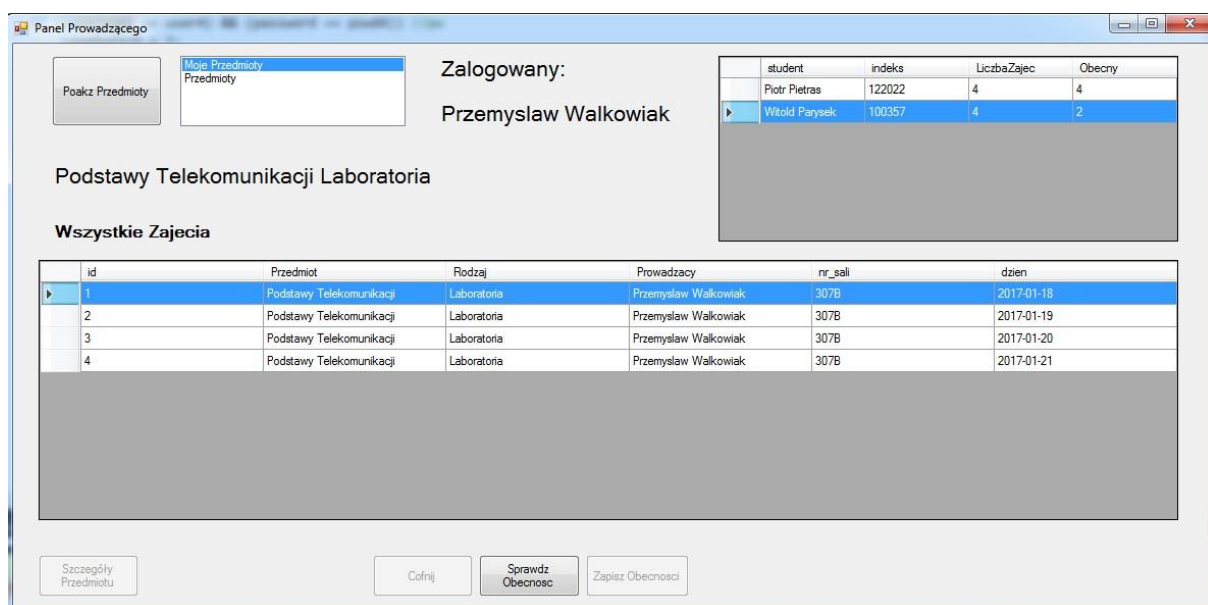 Panel Prowadzącego
Poakz Przedmioty
Moje Przedmioty
Przedmioty
Zalogowany:
Przemyslaw Walkowiak
student indeks LiczbaZajec Obecny
Piotr Pietras 122022 4 4
Witold Parysek 100357 4 2
Podstawy Telekomunikacji Laboratoria
Wszystkie Zajecia
id Przedmiot Rodzaj Prowadzacy nr_sali dzien
1 Podstawy Telekomunikacji Laboratoria Przemyslaw Walkowiak 307B 2017-01-18
2 Podstawy Telekomunikacji Laboratoria Przemyslaw Walkowiak 307B 2017-01-19
3 Podstawy Telekomunikacji Laboratoria Przemyslaw Walkowiak 307B 2017-01-20
4 Podstawy Telekomunikacji Laboratoria Przemyslaw Walkowiak 307B 2017-01-21
Szczegóły
Przedmiotu
Cofnij
Sprawdz
Obecnosc
Zapisz Obecnosci